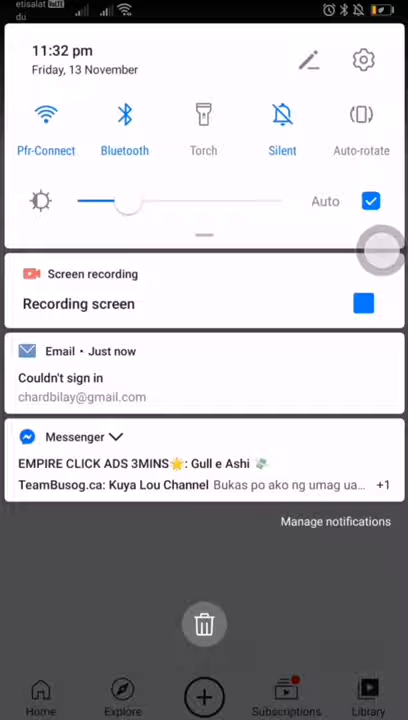 etisalat VoLTE
du
11:32 pm
Friday, 13 November
Pfr-Connect
Bluetooth
Torch
Silent
Auto-rotate
Auto
Screen recording
Recording screen
Email • Just now
Couldn't sign in
chardbilay@gmail.com
Messenger
EMPIRE CLICK ADS 3MINS🌟: Gull e Ashi 💸
TeamBusog.ca: Kuya Lou Channel Bukas po ako ng umag ua... +1
Manage notifications
Home
Explore
Subscriptions
Library